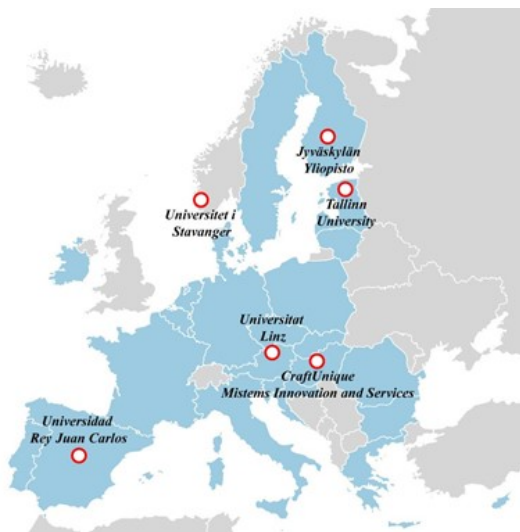 Jyväskylän
Yliopisto
Tallinn
University
Universitet i
Stavanger
Universitat
Linz
CraftUnique
Mistems Innovation and Services
Universidad
Rey Juan Carlos